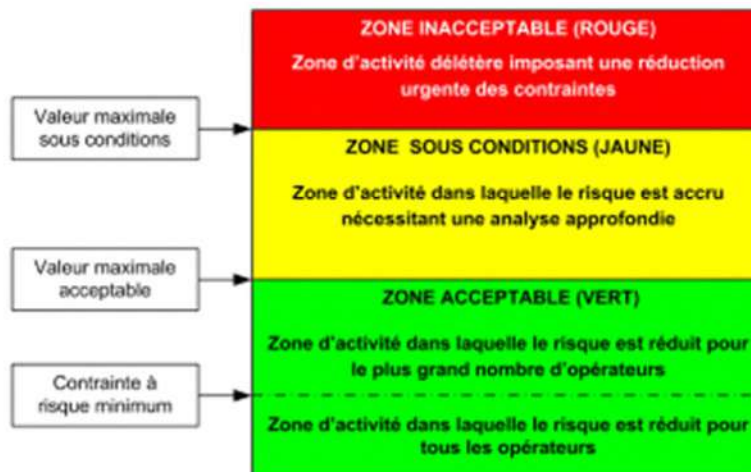 ZONE INACCEPTABLE (ROUGE)
Zone d'activité délétère imposant une réduction
urgente des contraintes
Valeur maximale
sous conditions
ZONE SOUS CONDITIONS (JAUNE)
Zone d'activité dans laquelle le risque est accru
nécessitant une analyse approfondie
Valeur maximale
acceptable
ZONE ACCEPTABLE (VERT)
Zone d'activité dans laquelle le risque est réduit pour
le plus grand nombre d'opérateurs
Contrainte à
risque minimum
Zone d'activité dans laquelle le risque est réduit pour
tous les opérateurs